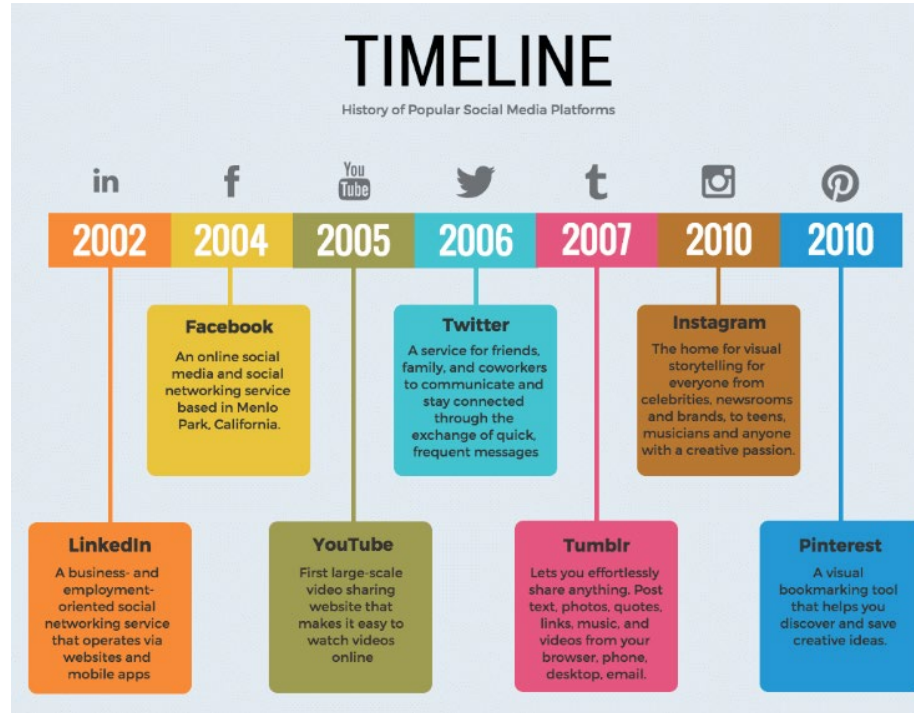 TIMELINE
History of Popular Social Media Platforms
in
f
You
Tube
t
2002
2004
2005
2006
2007
2010
2010
Facebook
An online social
media and social
networking service
based in Menlo
Park, California.
Twitter
A service for friends,
family, and coworkers
to communicate and
stay connected
through the
exchange of quick,
frequent messages
Instagram
The home for visual
storytelling for
everyone from
celebrities, newsrooms
and brands, to teens,
musicians and anyone
with a creative passion.
LinkedIn
A business- and
employment-
oriented social
networking service
that operates via
websites and
mobile apps
YouTube
First large-scale
video sharing
website that
makes it easy to
watch videos
online
Tumblr
Lets you effortlessly
share anything. Post
text, photos, quotes,
links, music, and
videos from your
browser, phone,
desktop, email.
Pinterest
A visual
bookmarking tool
that helps you
discover and save
creative ideas.